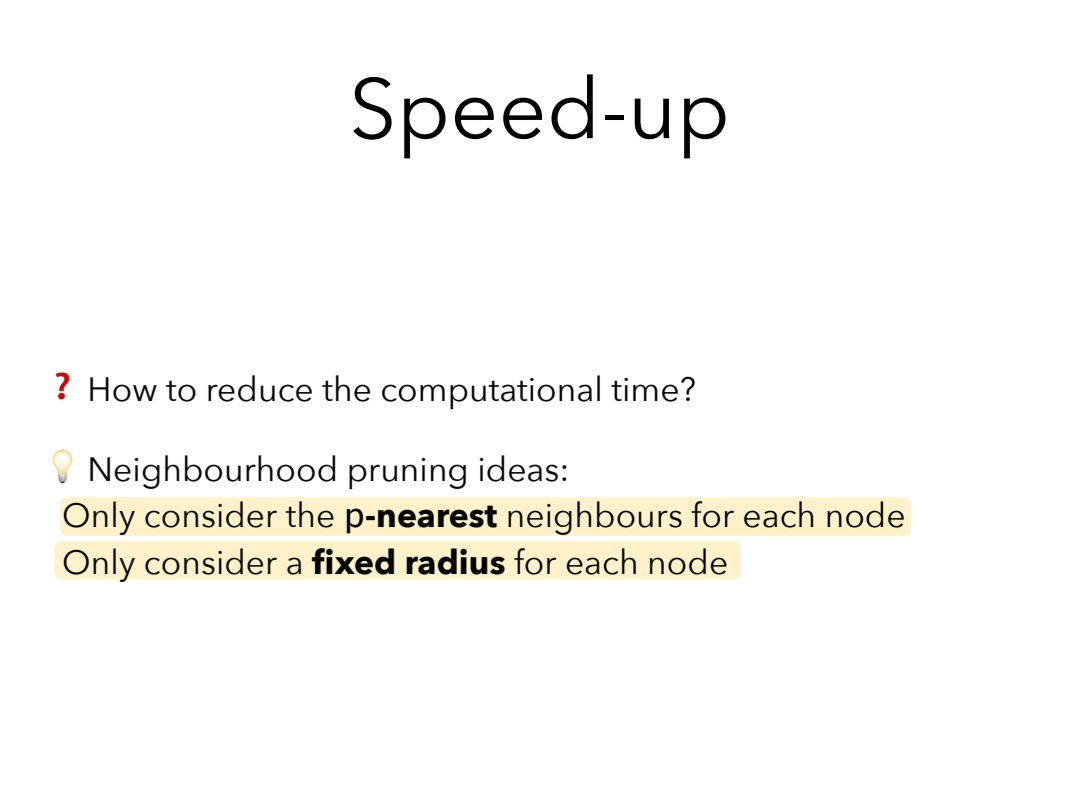 Speed-up
❓ How to reduce the computational time?
💡 Neighbourhood pruning ideas:
Only consider the p-nearest neighbours for each node
Only consider a fixed radius for each node